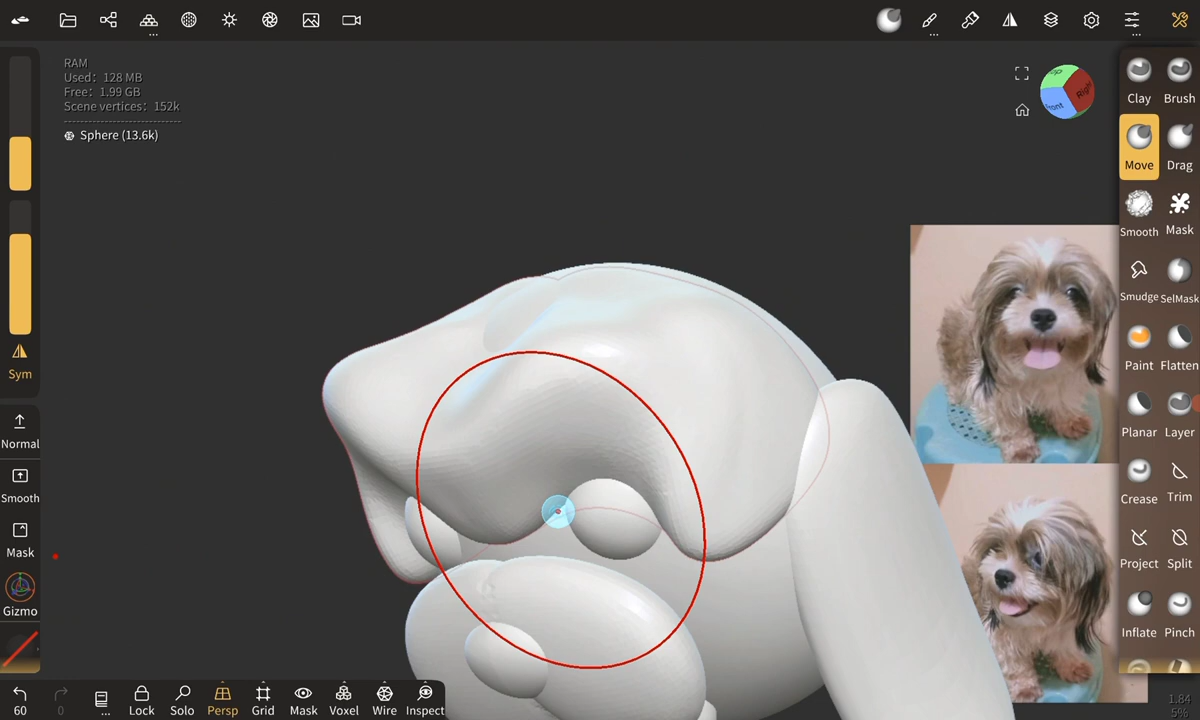 RAM
Used: 128 MB
Free: 1.99 GB
Scene vertices: 152k
Sphere (13.6k)
Front
Right
Sym
Normal
Smooth
Mask
Gizmo
60
0
Lock
Solo
Persp
Grid
Mask
Voxel
Wire
Inspect
Clay
Brush
Move
Drag
Smooth
Mask
Smudge
SelMask
Paint
Flatten
Planar
Layer
Crease
Trim
Project
Split
Inflate
Pinch
1.84
5%